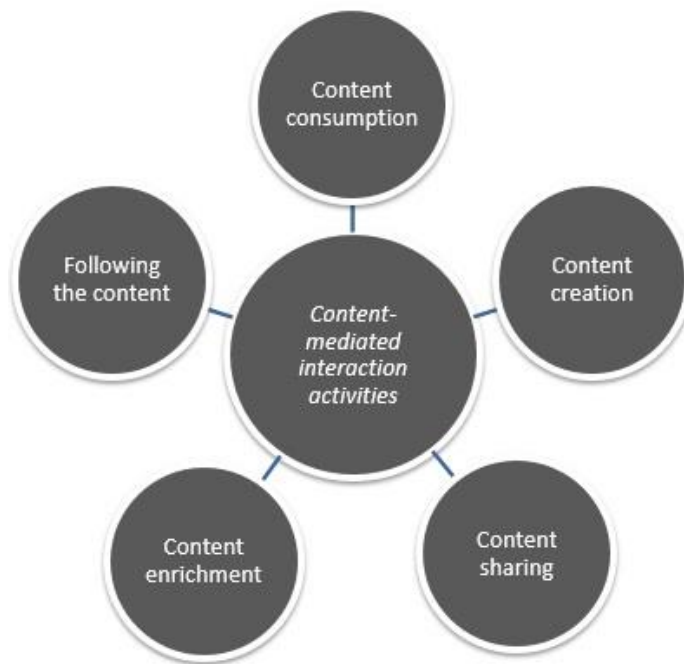 Content
consumption
Following
the content
Content
creation
Content-
mediated
interaction
activities
Content
enrichment
Content
sharing